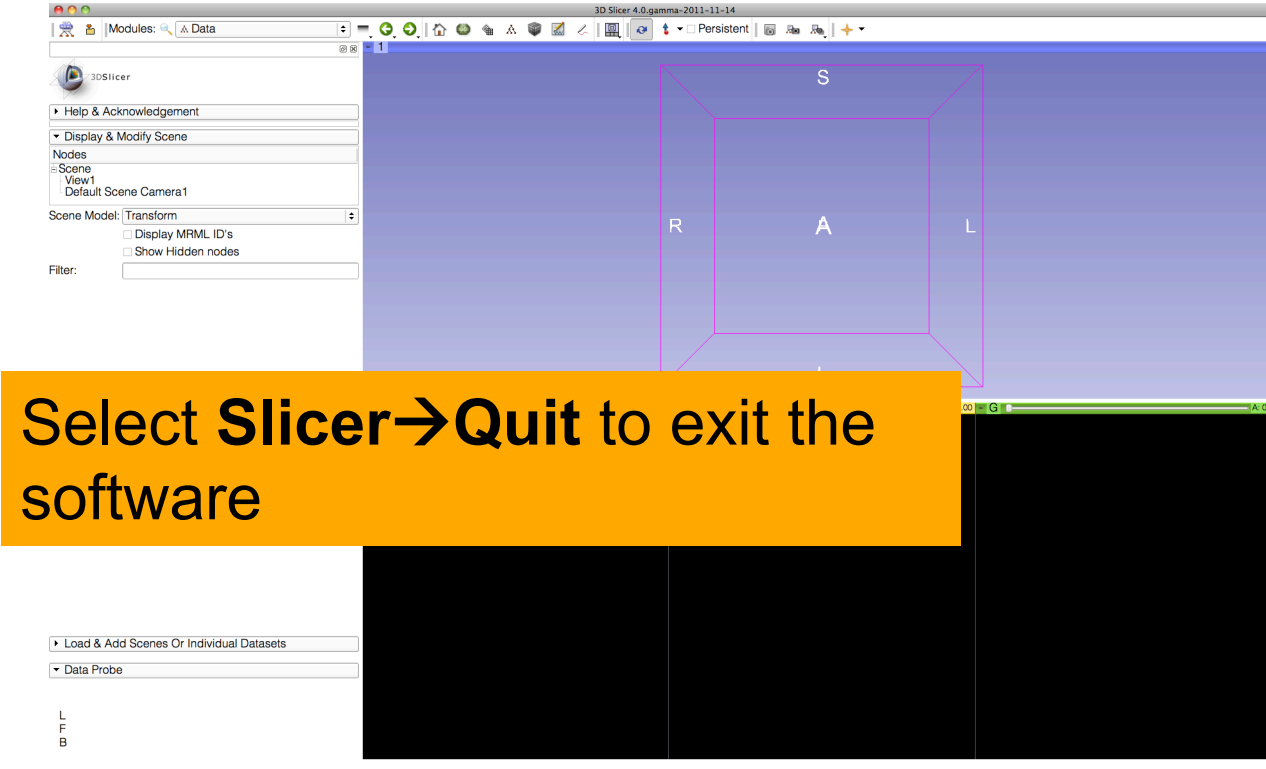 3D Slicer 4.0.gamma-2011-11-14
Modules: Data
Persistent
1
3DSlicer
Help & Acknowledgement
Display & Modify Scene
Nodes
Scene
View1
Default Scene Camera1
Scene Model: Transform
Display MRML ID's
Show Hidden nodes
Filter:
S
R
A
L
.00
G
A: 0
Select Slicer→Quit to exit the
software
Load & Add Scenes Or Individual Datasets
Data Probe
L
F
B